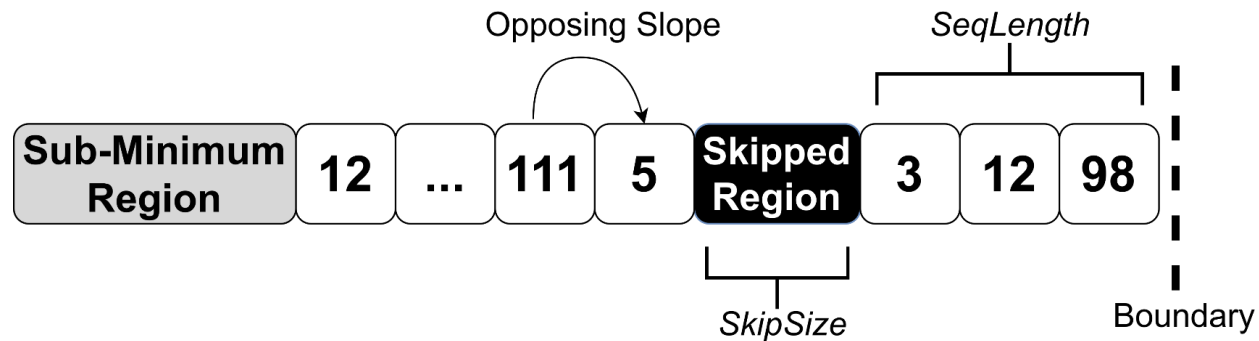 Opposing Slope
SeqLength
Sub-Minimum
Region
12
...
111
5
Skipped
Region
3
12
98
SkipSize
Boundary